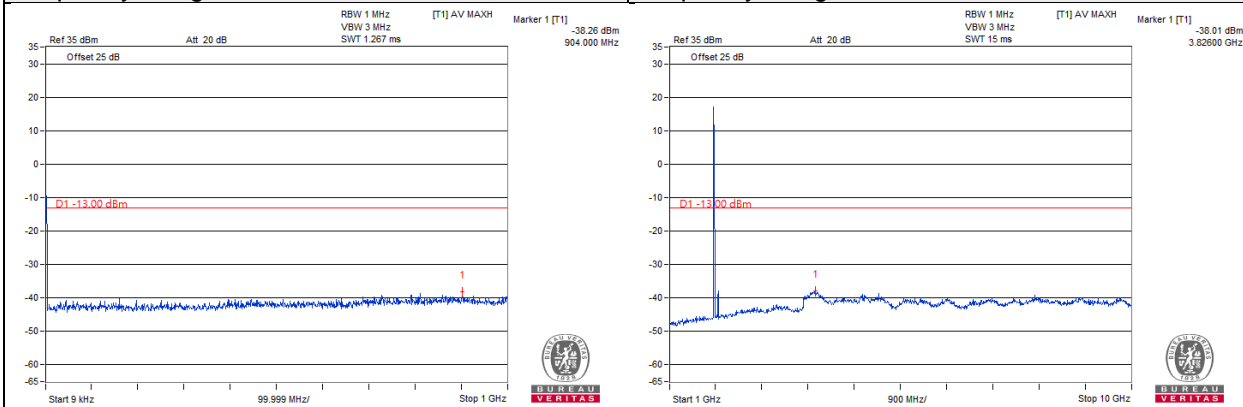 RBW 1 MHz [T1] AV MAXH Marker 1 [T1]
VBW 3 MHz -38.26 dBm
Ref 35 dBm Att 20 dB SWT 1.267 ms 904.000 MHz
35
Offset 25 dB
30
20
10
0
-10
D1 -13.00 dBm
-20
-30
1
-40
-50
-60
-65
Start 9 kHz 99.999 MHz/ Stop 1 GHz
BUREAU VERITAS
1828
BUREAU
VERITAS
RBW 1 MHz [T1] AV MAXH Marker 1 [T1]
VBW 3 MHz -38.01 dBm
Ref 35 dBm Att 20 dB SWT 15 ms 3.82600 GHz
35
Offset 25 dB
30
20
10
0
-10
D1 -13.00 dBm
-20
-30
1
-40
-50
-60
-65
Start 1 GHz 900 MHz/ Stop 10 GHz
BUREAU VERITAS
1828
BUREAU
VERITAS